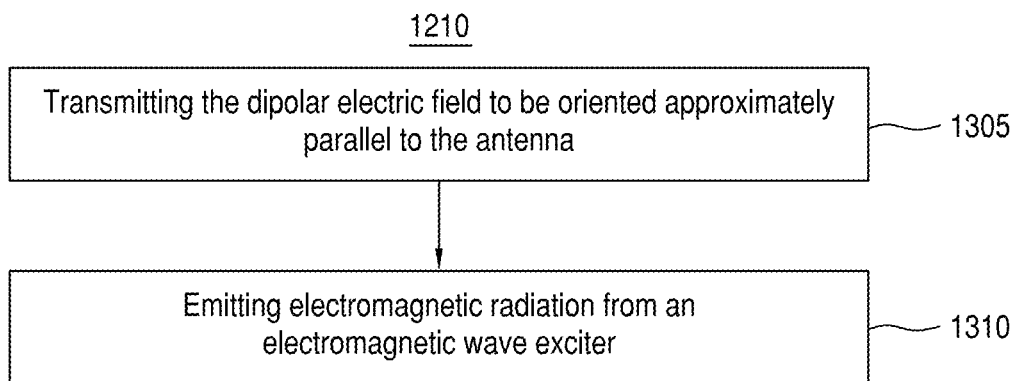 1210
Transmitting the dipolar electric field to be oriented approximately
parallel to the antenna
1305
Emitting electromagnetic radiation from an
electromagnetic wave exciter
1310